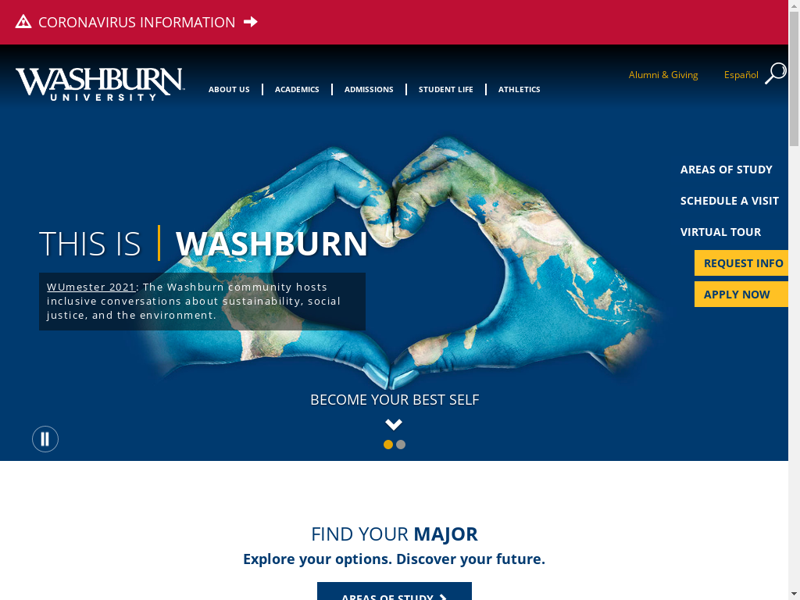 CORONAVIRUS INFORMATION
WASHBURN
UNIVERSITY
ABOUT US
ACADEMICS
ADMISSIONS
STUDENT LIFE
ATHLETICS
Alumni & Giving
Español
AREAS OF STUDY
SCHEDULE A VISIT
VIRTUAL TOUR
REQUEST INFO
APPLY NOW
THIS IS WASHBURN
WUmester 2021: The Washburn community hosts
inclusive conversations about sustainability, social
justice, and the environment.
BECOME YOUR BEST SELF
FIND YOUR MAJOR
Explore your options. Discover your future.
AREAS OF STUDY